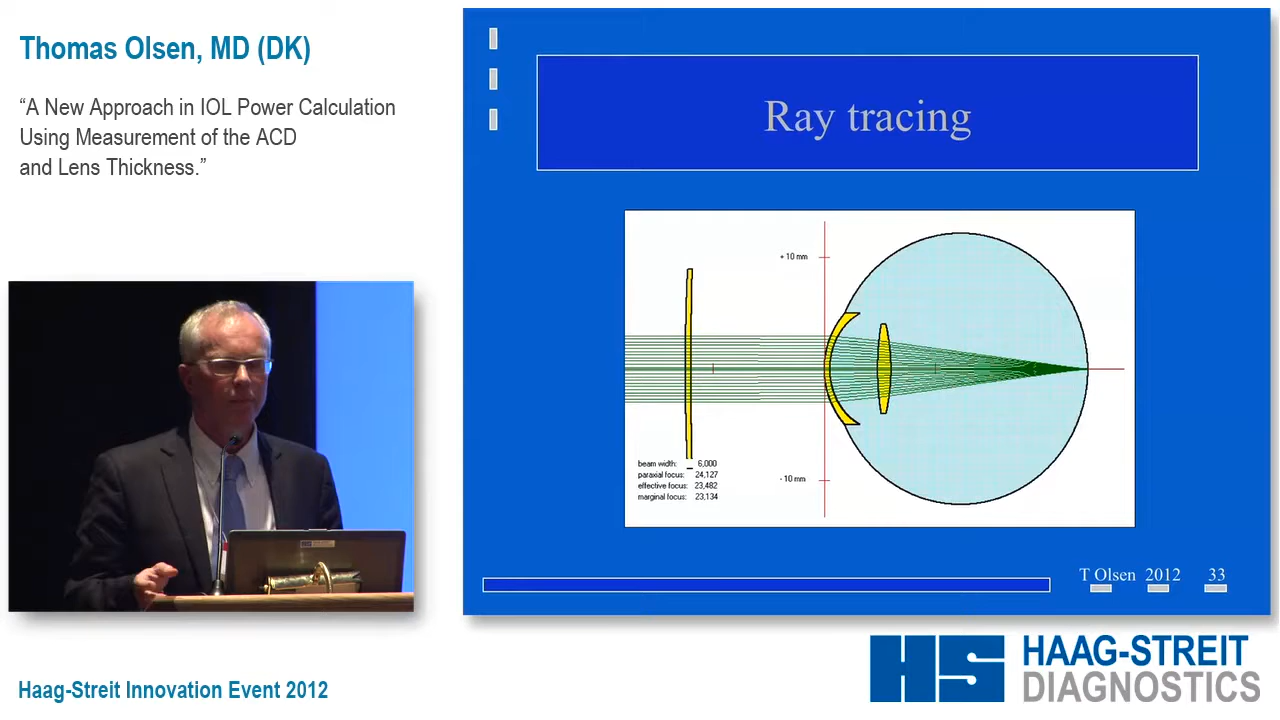 Thomas Olsen, MD (DK)
“A New Approach in IOL Power Calculation
Using Measurement of the ACD
and Lens Thickness.”
Ray tracing
+ 10 mm
- 10 mm
beam width: 6,000
paraxial focus: 24,127
effective focus: 23,482
marginal focus: 23,134
T Olsen 2012 33
Haag-Streit Innovation Event 2012
HS HAAG-STREIT
DIAGNOSTICS